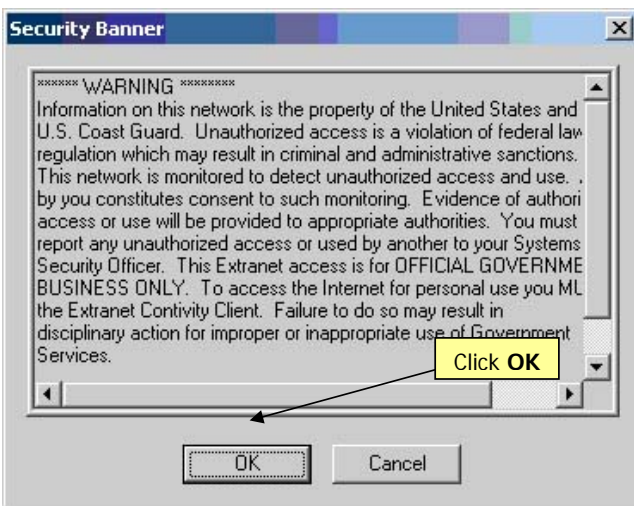 Security Banner
****** WARNING ********
Information on this network is the property of the United States and
U.S. Coast Guard. Unauthorized access is a violation of federal law
regulation which may result in criminal and administrative sanctions.
This network is monitored to detect unauthorized access and use. .
by you constitutes consent to such monitoring. Evidence of authori
access or use will be provided to appropriate authorities. You must
report any unauthorized access or used by another to your Systems
Security Officer. This Extranet access is for OFFICIAL GOVERNME
BUSINESS ONLY. To access the Internet for personal use you MU
the Extranet Contivity Client. Failure to do so may result in
disciplinary action for improper or inappropriate use of Government
Services.
Click OK
OK Cancel